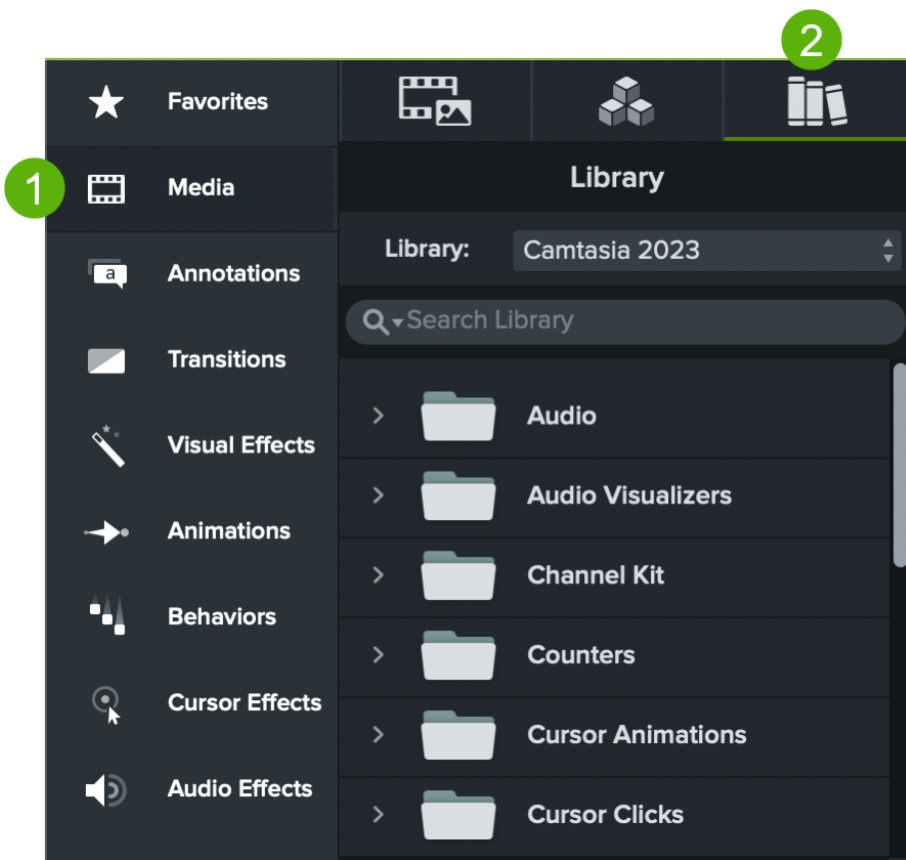 2
Favorites
1
Media
Library
Library:
Camtasia 2023
Annotations
a
Search Library
Transitions
Visual Effects
Animations
Behaviors
Cursor Effects
Audio Effects
Audio
Audio Visualizers
Channel Kit
Counters
Cursor Animations
Cursor Clicks